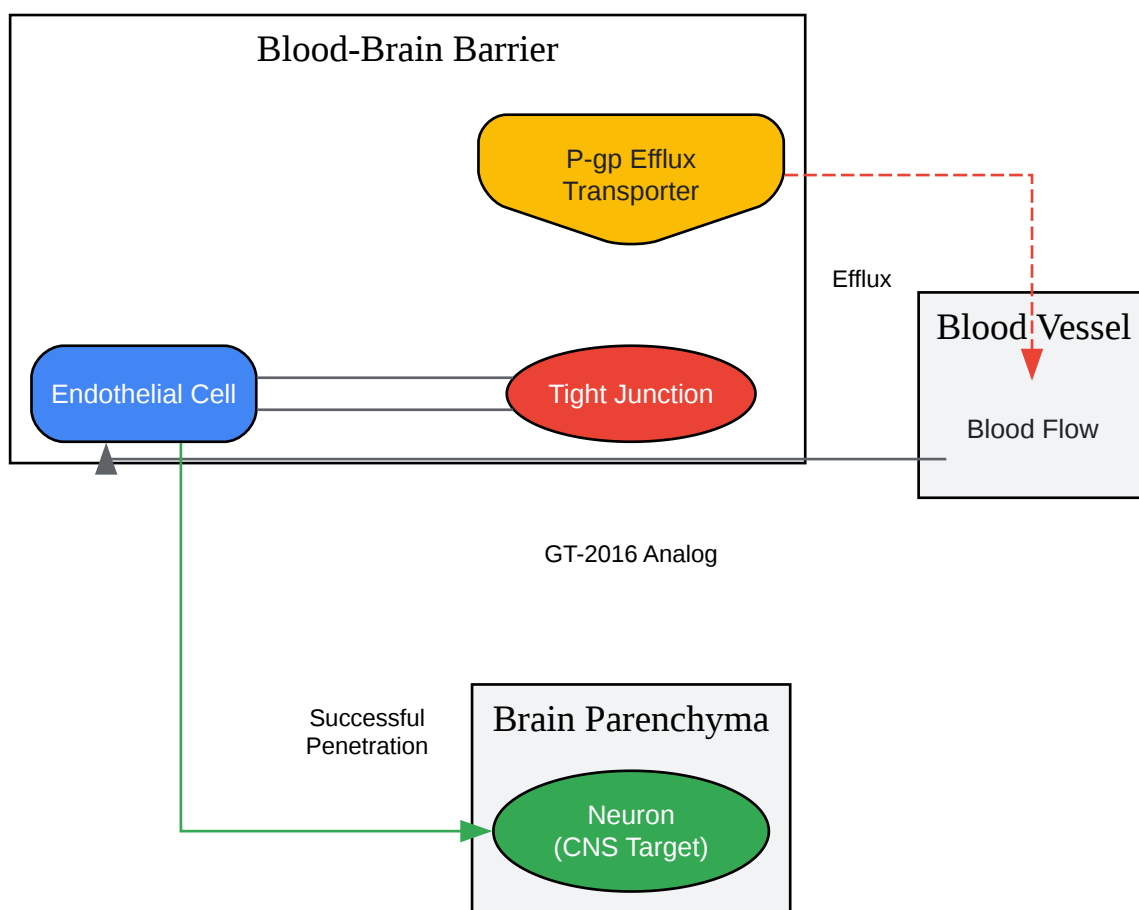 Blood-Brain Barrier
P-gp Efflux
Transporter
Efflux
Blood Vessel
Endothelial Cell
Tight Junction
Blood Flow
GT-2016 Analog
Successful
Penetration
Brain Parenchyma
Neuron
(CNS Target)